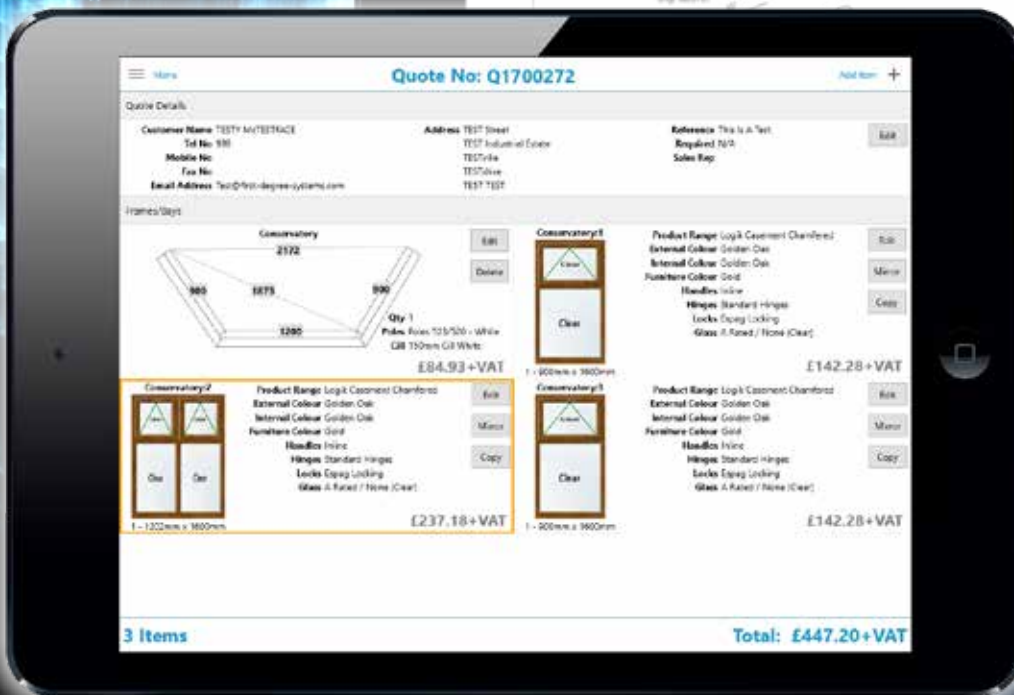 Menu
Quote No: Q1700272
Add Item +
Quote Details
Customer Name TESTY MVTESTFACE
Tel No
Mobile No
Fax No
Email Address Test@first-degree-systems.com
Address TEST Street
TEST Industrial Estate
TESTville
TESTshire
TEST TEST
Reference This Is A Test
Required N/A
Sales Rep
Edit
Frames/Bays
Conservatory
2172
900
1875
900
1200
Edit
Delete
Qty 1
Poles - White
Cill 150mm Cill White
£84.93+VAT
Conservatory:1
Clear
Clear
1 - 900mm x 1600mm
Product Range Logik Casement Chamfered
External Colour Golden Oak
Internal Colour Golden Oak
Furniture Colour Gold
Handles Inline
Hinges Standard Hinges
Locks Espag Locking
Glass A Rated / None (Clear)
Edit
Mirror
Copy
£142.28+VAT
Conservatory:2
Clear
Clear
1 - 1202mm x 1600mm
Product Range Logik Casement Chamfered
External Colour Golden Oak
Internal Colour Golden Oak
Furniture Colour Gold
Handles Inline
Hinges Standard Hinges
Locks Espag Locking
Glass A Rated / None (Clear)
Edit
Mirror
Copy
£237.18+VAT
Conservatory:3
Clear
Clear
1 - 900mm x 1600mm
Product Range Logik Casement Chamfered
External Colour Golden Oak
Internal Colour Golden Oak
Furniture Colour Gold
Handles Inline
Hinges Standard Hinges
Locks Espag Locking
Glass A Rated / None (Clear)
Edit
Mirror
Copy
£142.28+VAT
3 Items
Total: £447.20+VAT